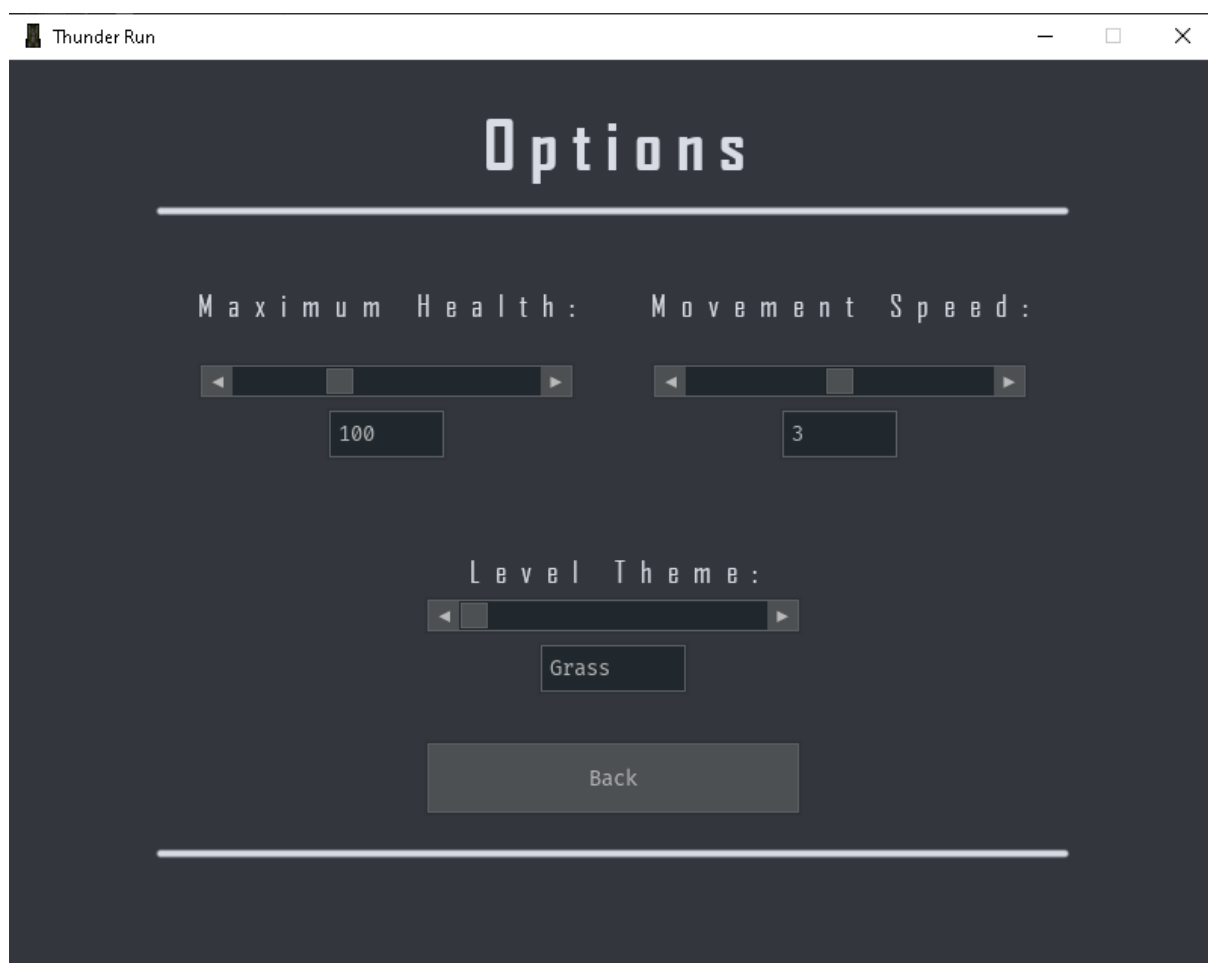 Thunder Run
Options
Maximum Health: Movement Speed:
100 3
Level Theme:
Grass
Back